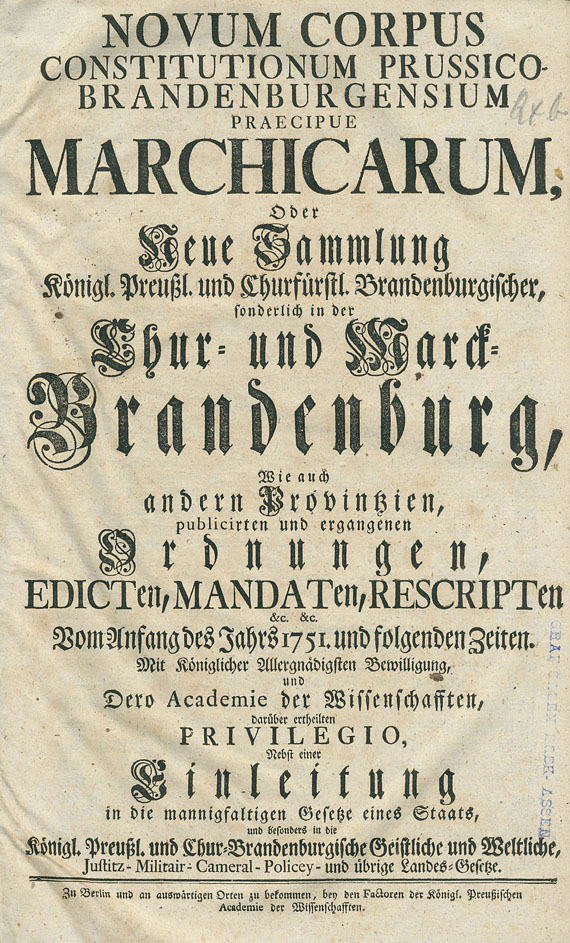 NOVUM CORPUS
CONSTITUTIONUM PRUSSICO-
BRANDENBURGENSIUM
PRAECIPUE
MARCHICARUM,
Oder
Neue Sammlung
Königl. Preußl. und Churfürstl. Brandenburgischer,
sonderlich in der
Chur- und Marck-
Brandenburg,
Wie auch
andern Provintzien,
publicirten und ergangenen
Ordnungen,
EDICTen, MANDATen, RESCRIPTen
&c. &c.
Vom Anfang des Jahrs 1751. und folgenden Zeiten.
Mit Königlicher Allergnädigsten Bewilligung,
und
Dero Academie der Wissenschafften,
darüber ertheilten
PRIVILEGIO,
Nebst einer
Einleitung
in die mannigfaltigen Gesetze eines Staats,
und besonders in die
Königl. Preußl. und Chur-Brandenburgische Geistliche und Weltliche,
Justitz- Militair- Cameral- Policey- und übrige Landes-Gesetze.
Zu Berlin und an auswärtigen Orten zu bekommen, bey den Factoren der Königl. Preußischen
Academie der Wissenschafften.